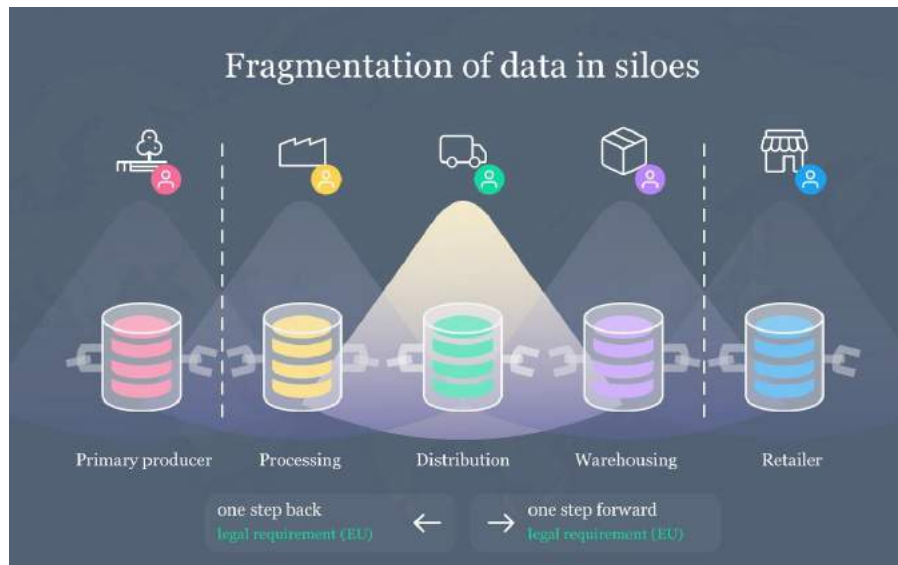 Fragmentation of data in siloes
Primary producer
Processing
Distribution
Warehousing
Retailer
one step back
legal requirement (EU)
one step forward
legal requirement (EU)